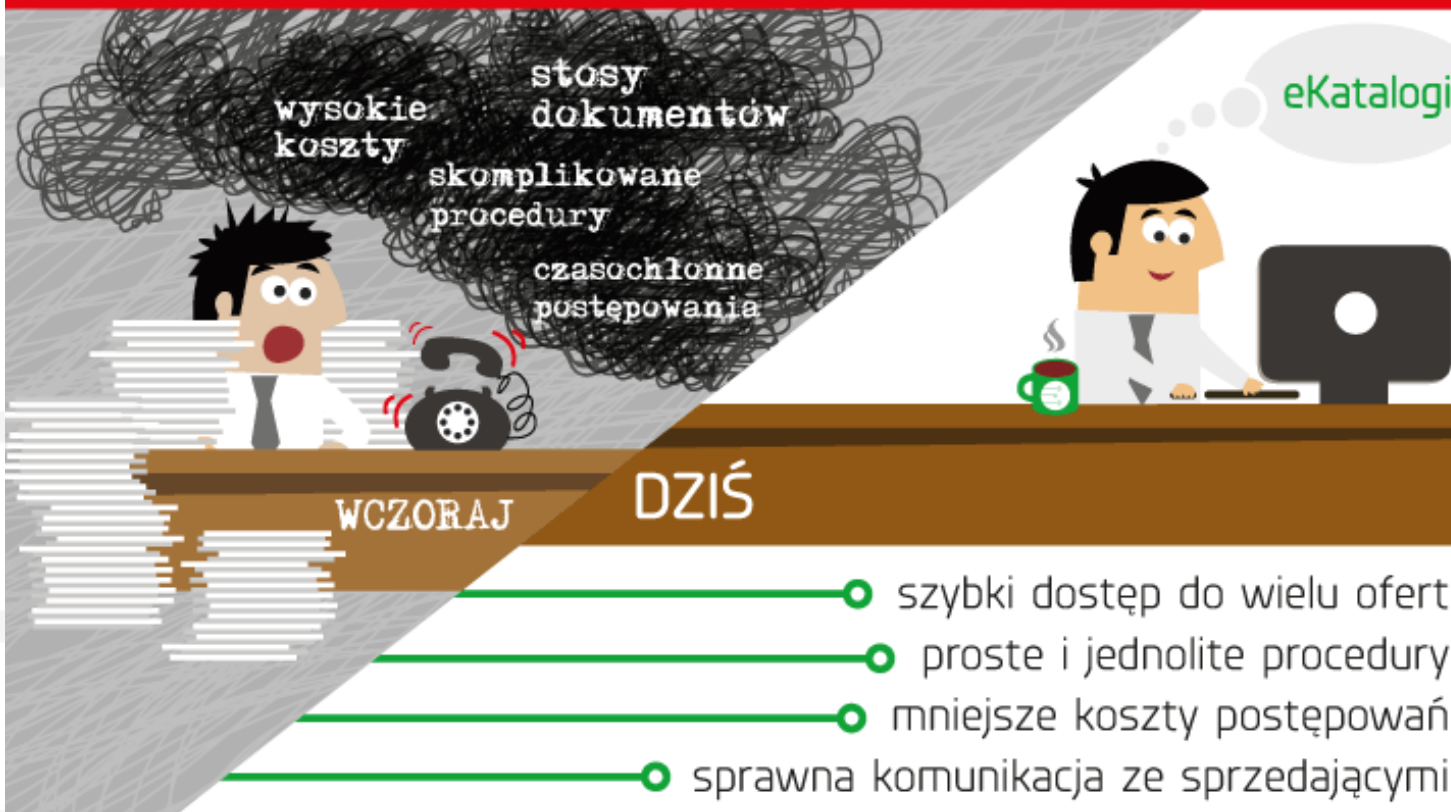 wysokie
koszty
stosy
dokumentów
skomplikowane
procedury
czasochłonne
postępowania
eKatalogi
WCZORAJ
DZIŚ
szybki dostęp do wielu ofert
proste i jednolite procedury
mniejsze koszty postępowań
sprawna komunikacja ze sprzedającymi